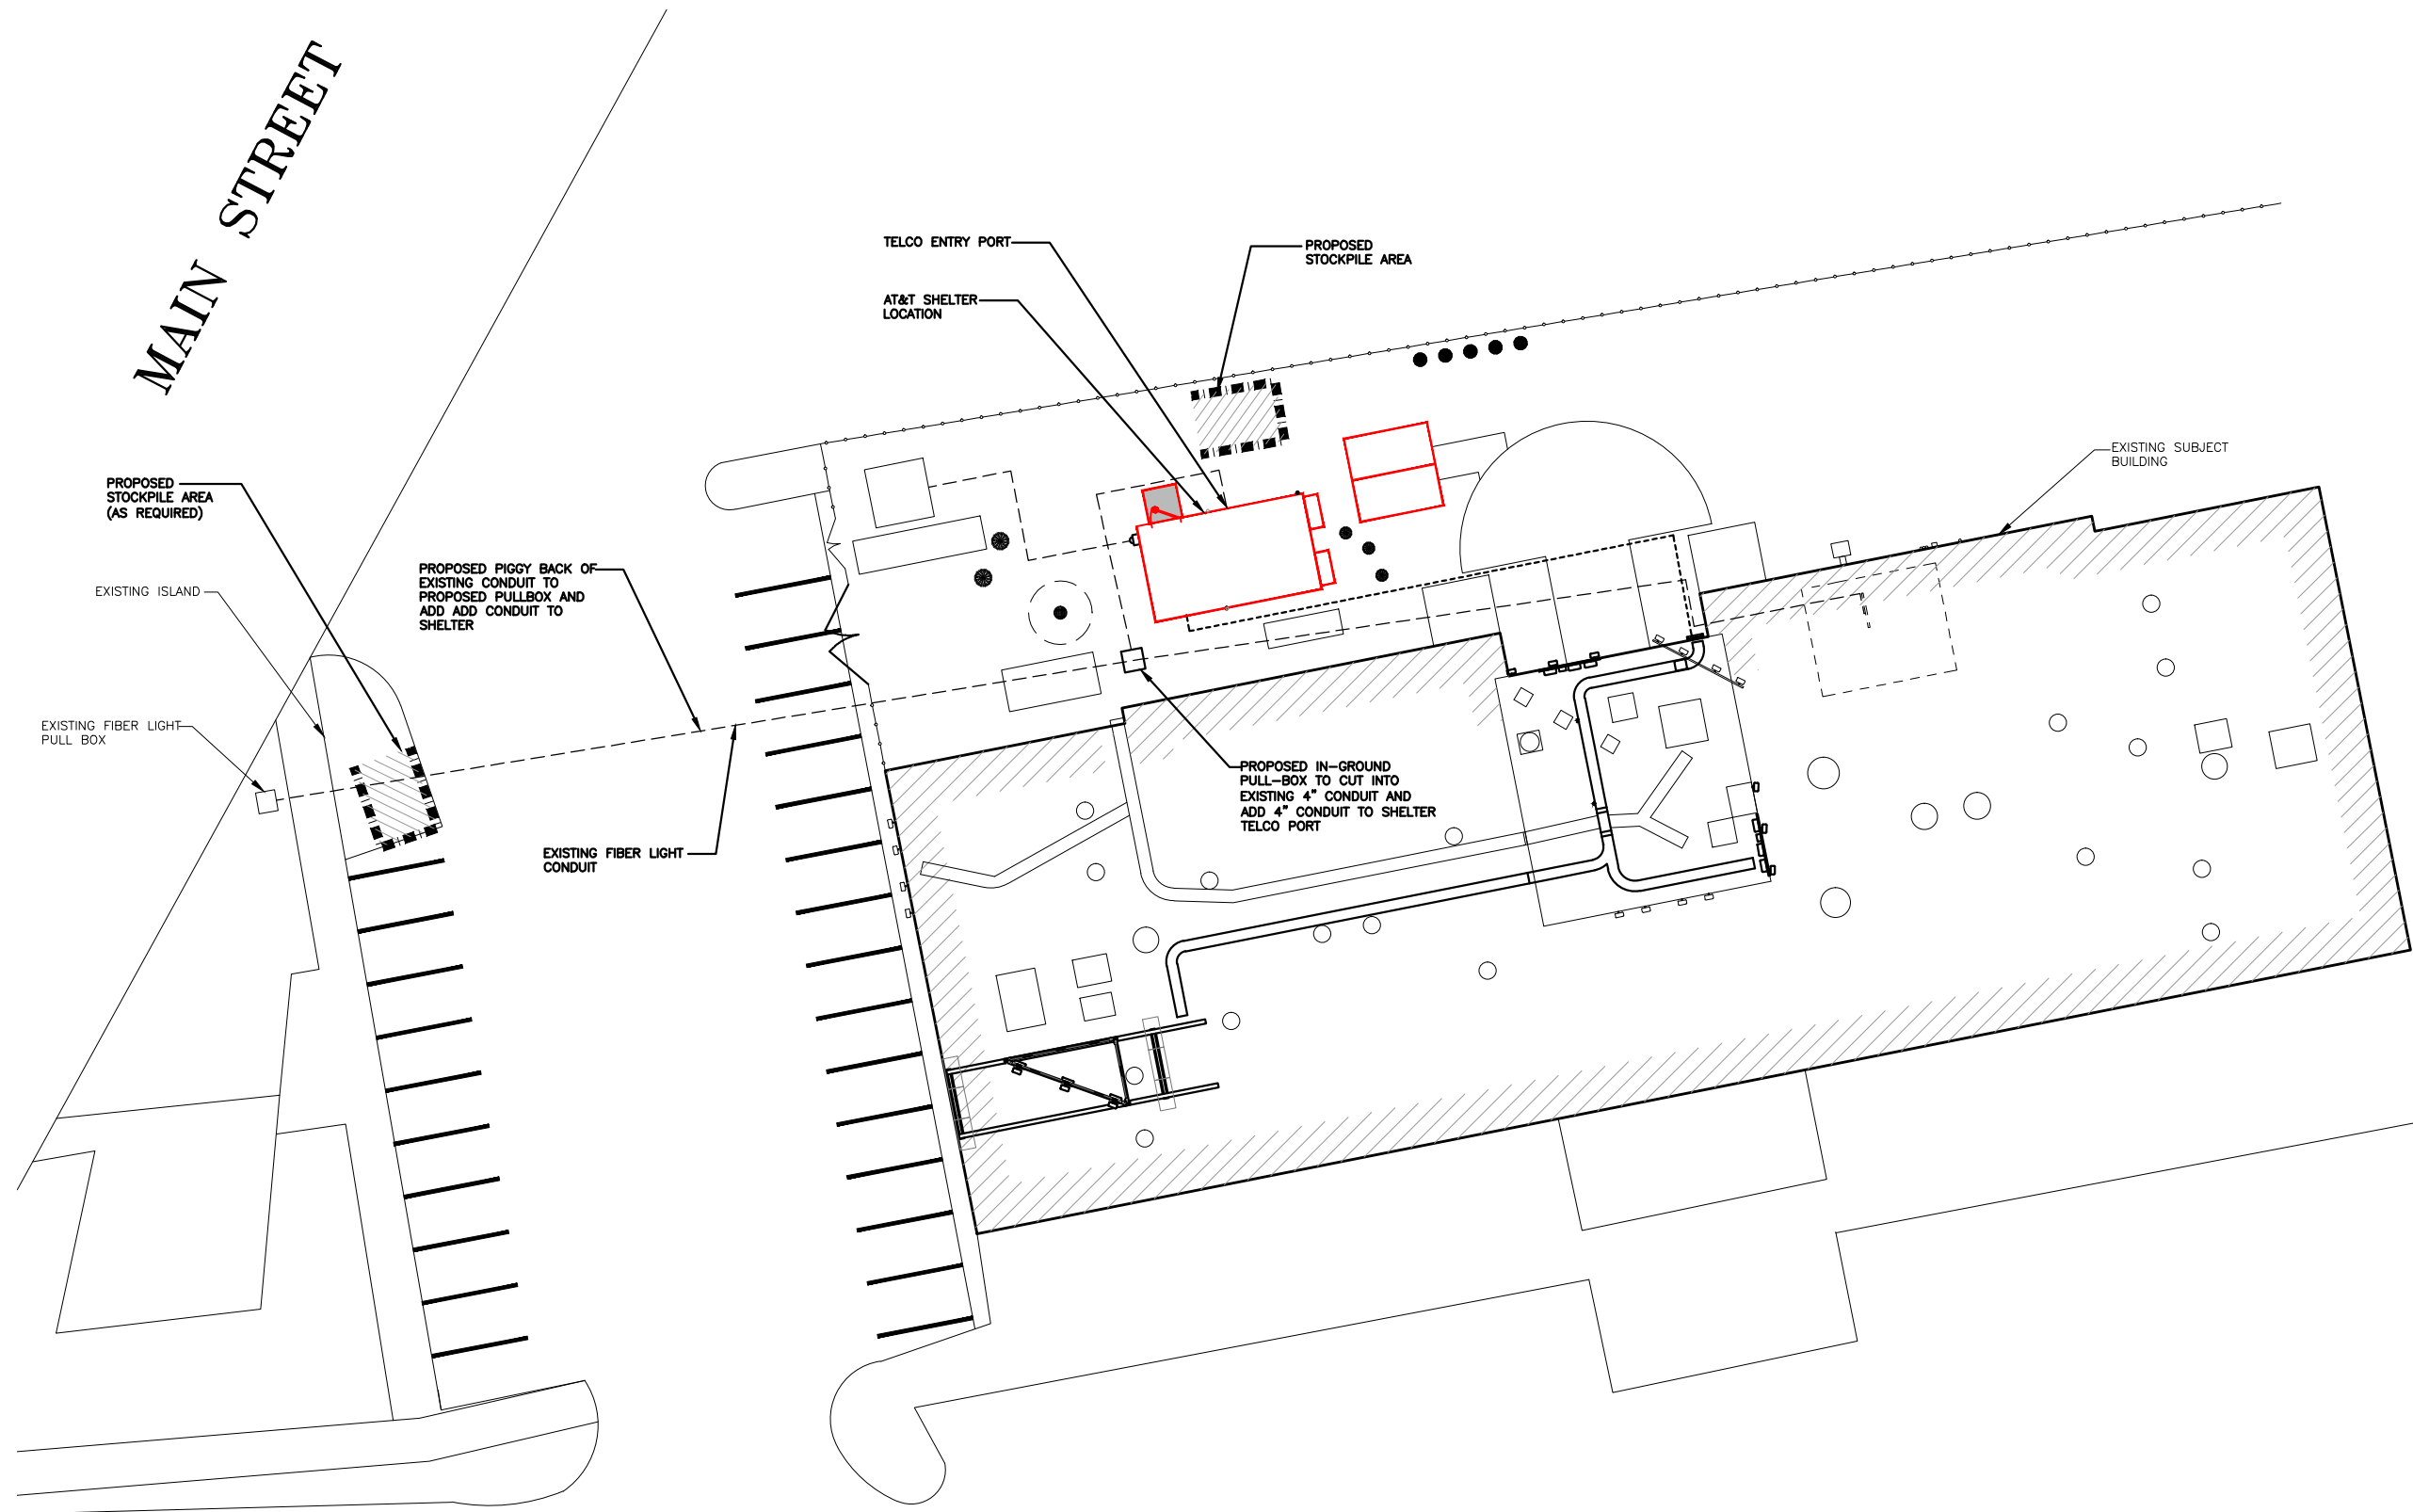 MAIN STREET
TELCO ENTRY PORT
PROPOSED
STOCKPILE AREA
AT&T SHELTER
LOCATION
EXISTING SUBJECT
BUILDING
PROPOSED
STOCKPILE AREA
(AS REQUIRED)
PROPOSED PIGGY BACK OF
EXISTING CONDUIT TO
PROPOSED PULLBOX AND
ADD ADD CONDUIT TO
SHELTER
EXISTING ISLAND
EXISTING FIBER LIGHT
PULL BOX
PROPOSED IN-GROUND
PULL-BOX TO CUT INTO
EXISTING 4" CONDUIT AND
ADD 4" CONDUIT TO SHELTER
TELCO PORT
EXISTING FIBER LIGHT
CONDUIT